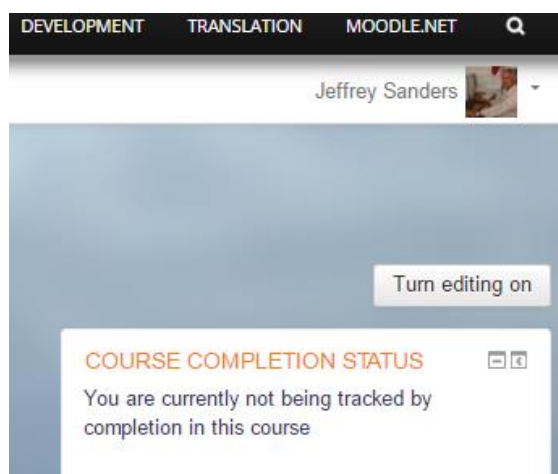 DEVELOPMENT TRANSLATION MOODLE.NET
Jeffrey Sanders
Turn editing on
COURSE COMPLETION STATUS
You are currently not being tracked by
completion in this course